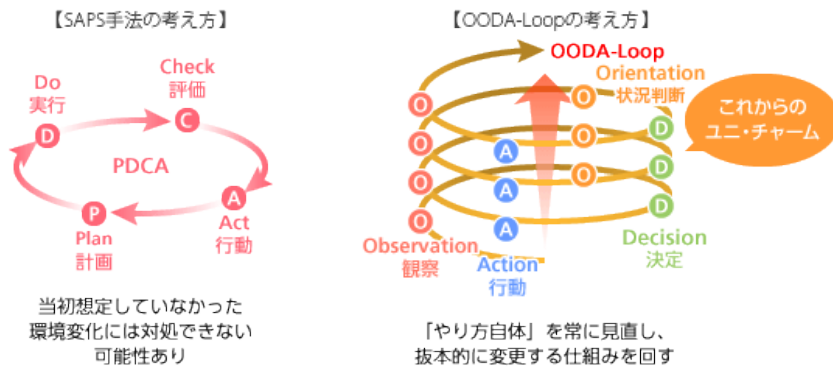 【SAPS手法の考え方】
Do
実行
Check
評価
D
C
PDCA
P
A
Plan
計画
Act
行動
当初想定していなかった
環境変化には対処できない
可能性あり
【OODA-Loopの考え方】
OODA-Loop
Orientation
状況判断
これからの
ユニ・チャーム
O
O
D
A
O
O
D
A
O
O
D
A
O
Observation
観察
Action
行動
Decision
決定
「やり方自体」を常に見直し、
抜本的に変更する仕組みを回す